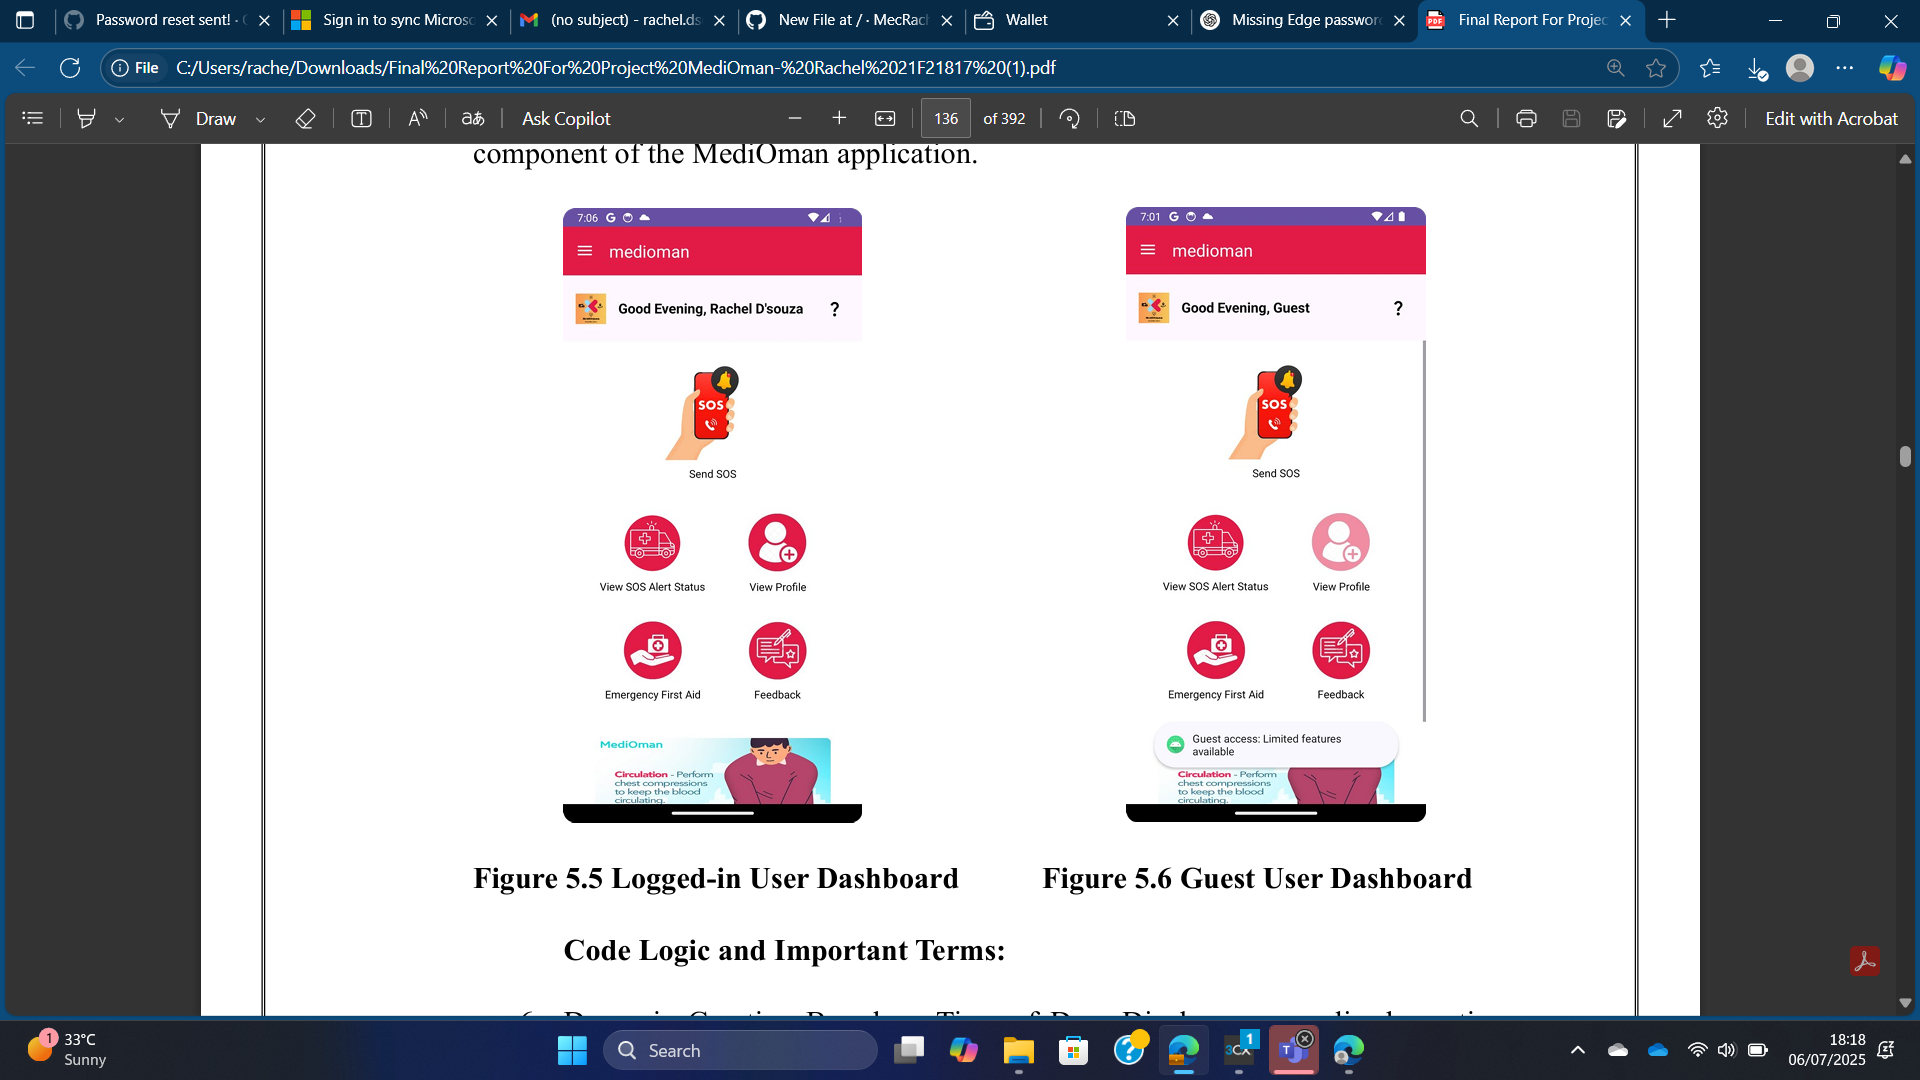 Password reset sent! ·
Sign in to sync Micros
(no subject) - rachel.ds
New File at / · MecRach
Wallet
Missing Edge passwor
Final Report For Projec
File
C:/Users/rache/Downloads/Final%20Report%20For%20Project%20MediOman-%20Rachel%2021F21817%20(1).pdf
Draw
Ask Copilot
136 of 392
Edit with Acrobat
component of the MediOman application.
7:06
medioman
Good Evening, Rachel D'souza ?
SOS
Send SOS
View SOS Alert Status
View Profile
Emergency First Aid
Feedback
MediOman
Circulation - Perform
chest compressions
to keep the blood
circulating.
7:01
medioman
Good Evening, Guest ?
SOS
Send SOS
View SOS Alert Status
View Profile
Emergency First Aid
Feedback
Guest access: Limited features
available
Circulation - Perform
chest compressions
to keep the blood
circulating.
Figure 5.5 Logged-in User Dashboard
Figure 5.6 Guest User Dashboard
Code Logic and Important Terms:
1
33°C
Sunny
Search
3CX
1
18:18
06/07/2025